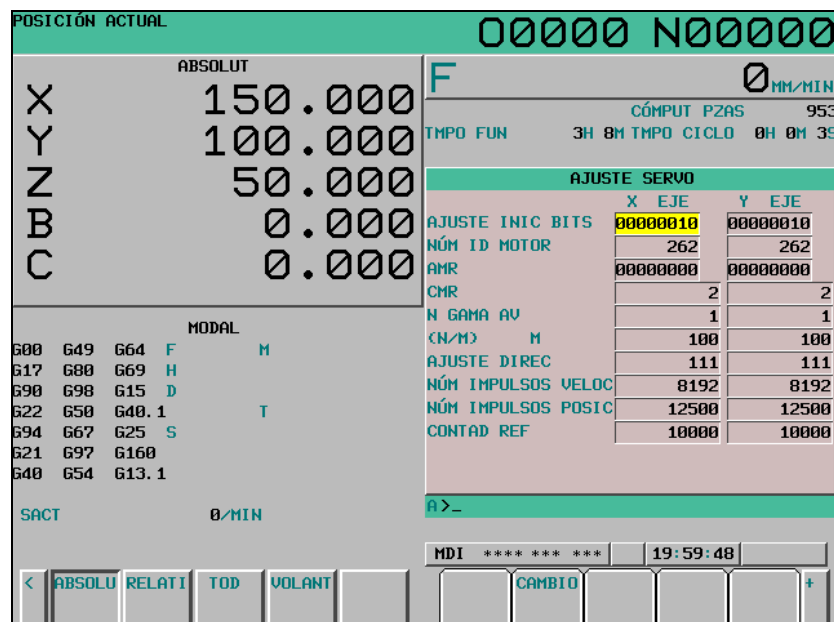 POSICIÓN ACTUAL
O0000 N00000
ABSOLUT
X 150.000
Y 100.000
Z 50.000
B 0.000
C 0.000
F 0 MM/MIN
CÓMPUT PZAS 953
TMPO FUN 3H 8M TMPO CICLO 0H 0M 3S
AJUSTE SERVO
X EJE Y EJE
AJUSTE INIC BITS 00000010 00000010
NÚM ID MOTOR 262 262
AMR 00000000 00000000
CMR 2 2
N GAMA AV 1 1
(N/M) M 100 100
AJUSTE DIREC 111 111
NÚM IMPULSOS VELOC 8192 8192
NÚM IMPULSOS POSIC 12500 12500
CONTAD REF 10000 10000
MODAL
G00 G49 G64 F M
G17 G80 G69 H
G90 G98 G15 D
G22 G50 G40.1 T
G94 G67 G25 S
G21 G97 G160
G40 G54 G13.1
SACT 0/MIN
A>_
MDI **** *** *** 19:59:48
< ABSOLU RELATI TOD VOLANT
CAMBIO +